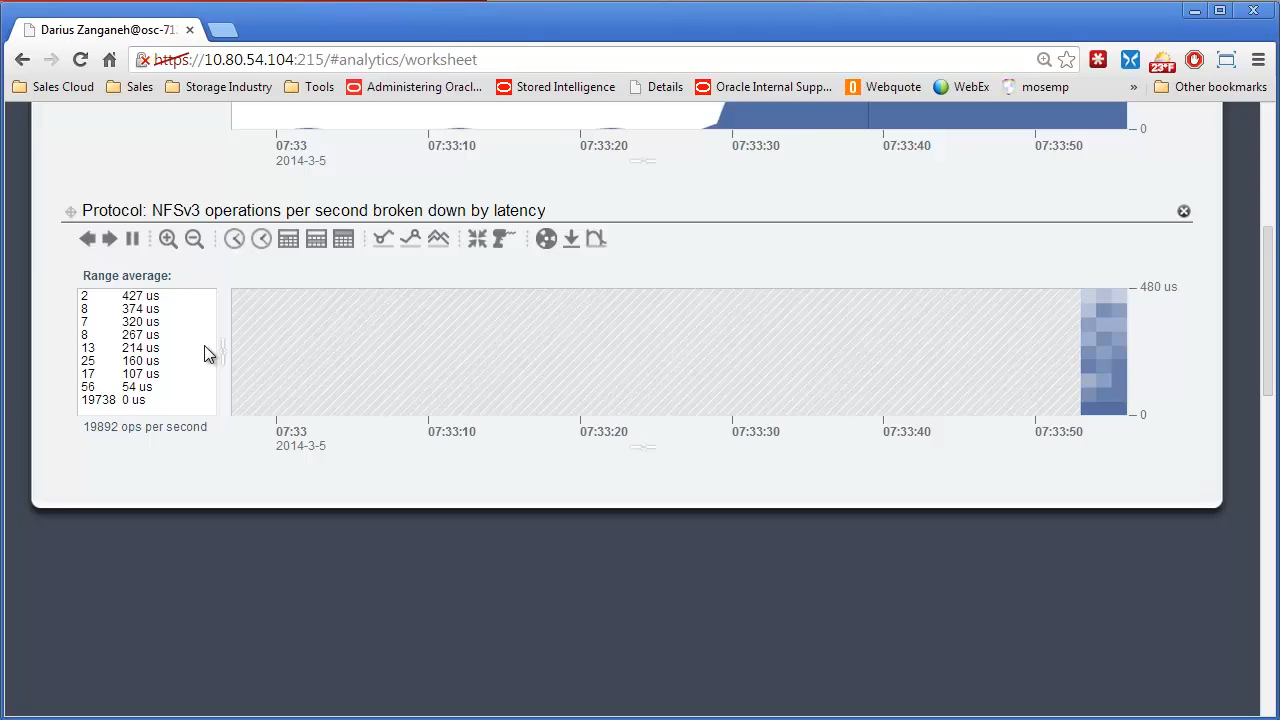 Darius Zanganeh@osc-71
https://10.80.54.104:215/#analytics/worksheet
23°F
Sales Cloud Sales Storage Industry Tools Administering Oracl... Stored Intelligence Details Oracle Internal Supp... Webquote WebEx mosemp » Other bookmarks
0
07:33 07:33:10 07:33:20 07:33:30 07:33:40 07:33:50
2014-3-5
Protocol: NFSv3 operations per second broken down by latency
Range average:
2 427 us
8 374 us
7 320 us
8 267 us
13 214 us
25 160 us
17 107 us
56 54 us
19738 0 us
19892 ops per second
480 us
0
07:33 07:33:10 07:33:20 07:33:30 07:33:40 07:33:50
2014-3-5